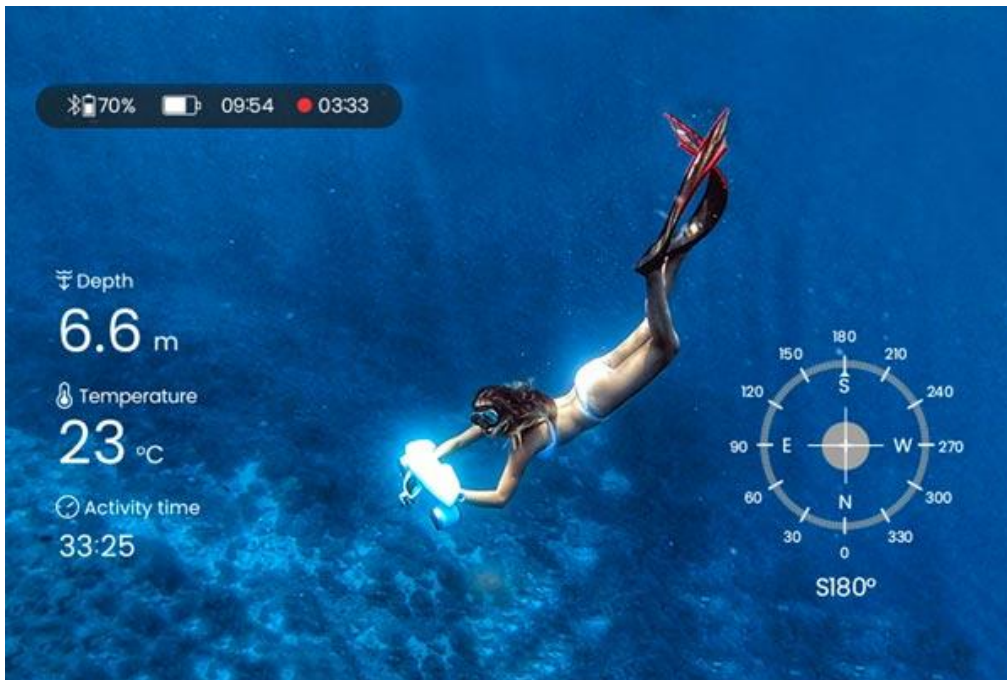 70% 09:54 03:33
Depth
6.6 m
Temperature
23 °C
Activity time
33:25
180
150 210
S
120 240
90 E W 270
60 300
N
30 330
0
S180°